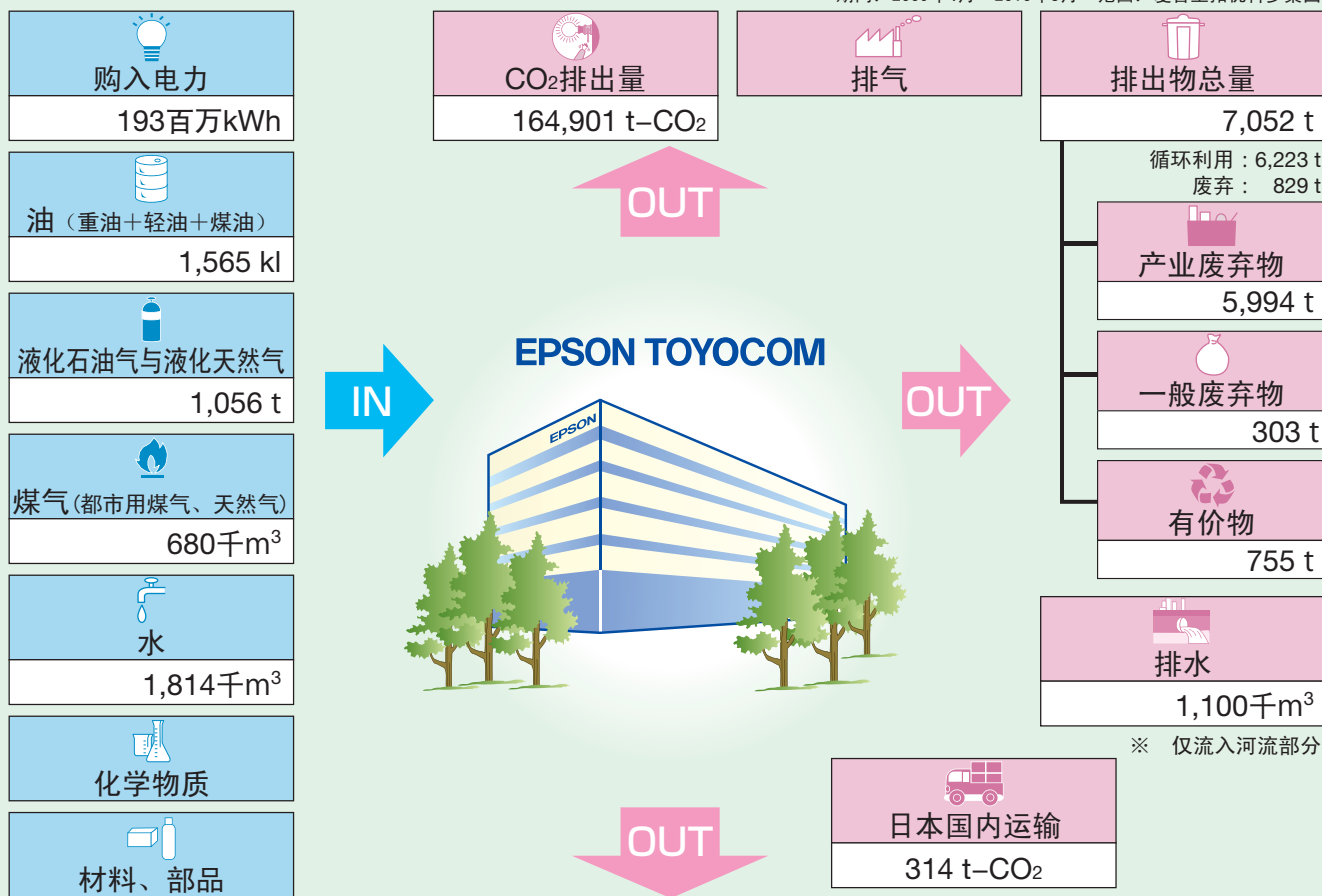 购入电力
193百万kWh
油（重油＋轻油＋煤油）
1,565 kl
液化石油气与液化天然气
1,056 t
煤气(都市用煤气、天然气)
680千m³
水
1,814千m³
化学物质
材料、部品
IN
CO₂排出量
164,901 t–CO₂
排气
OUT
EPSON TOYOCOM
EPSON
OUT
排出物总量
7,052 t
循环利用：6,223 t
废弃： 829 t
产业废弃物
5,994 t
一般废弃物
303 t
有价物
755 t
排水
1,100千m³
※ 仅流入河流部分
OUT
日本国内运输
314 t–CO₂